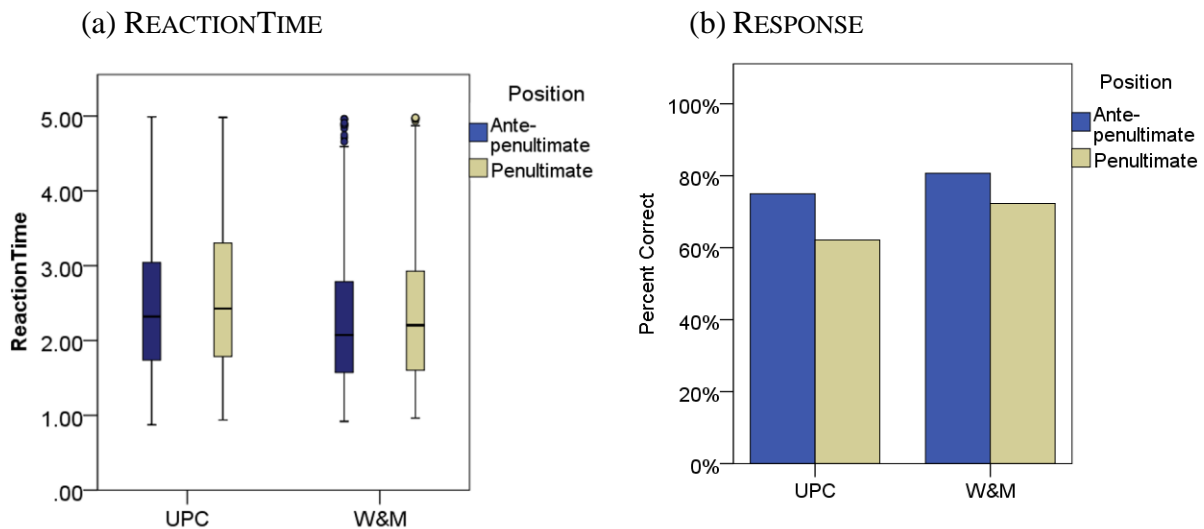 (a) REACTIONTIME
Position
Ante-
penultimate
Penultimate
5.00
4.00
3.00
2.00
1.00
.00
ReactionTime
UPC
W&M
(b) RESPONSE
Position
Ante-
penultimate
Penultimate
100%
80%
60%
40%
20%
0%
Percent Correct
UPC
W&M